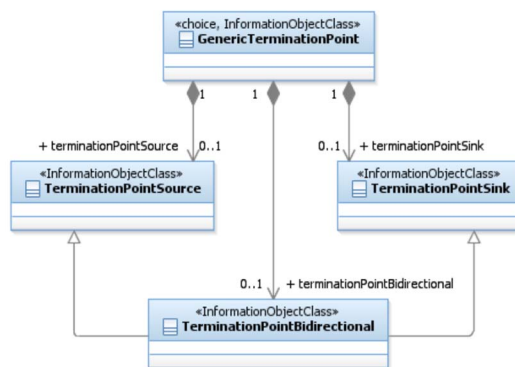 «choice, InformationObjectClass»
GenericTerminationPoint
1
1
1
+ terminationPointSource
0..1
0..1
+ terminationPointSink
«InformationObjectClass»
TerminationPointSource
«InformationObjectClass»
TerminationPointSink
0..1
+ terminationPointBidirectional
«InformationObjectClass»
TerminationPointBidirectional